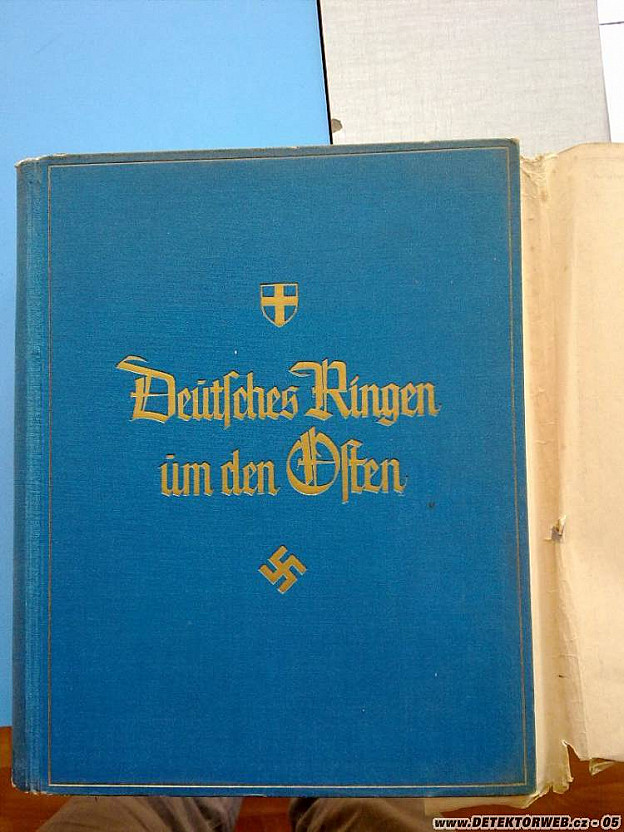 Deutſches Ringen
um den Oſten
www.DETEKTORWEB.cz - 05